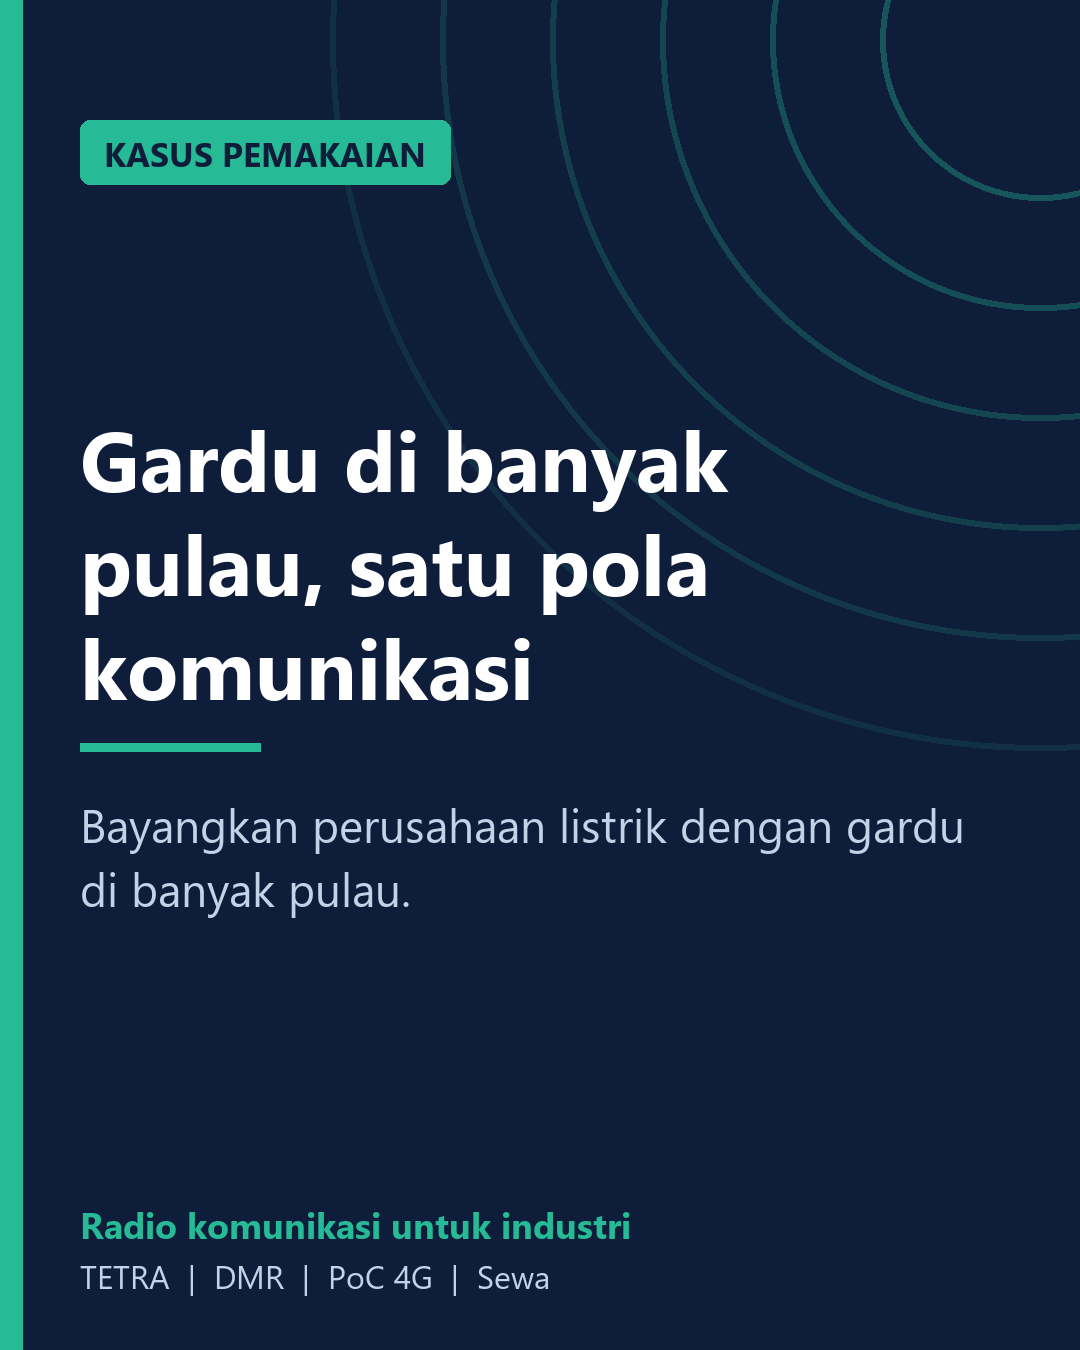 KASUS PEMAKAIAN
Gardu di banyak
pulau, satu pola
komunikasi
Bayangkan perusahaan listrik dengan gardu
di banyak pulau.
Radio komunikasi untuk industri
TETRA | DMR | PoC 4G | Sewa